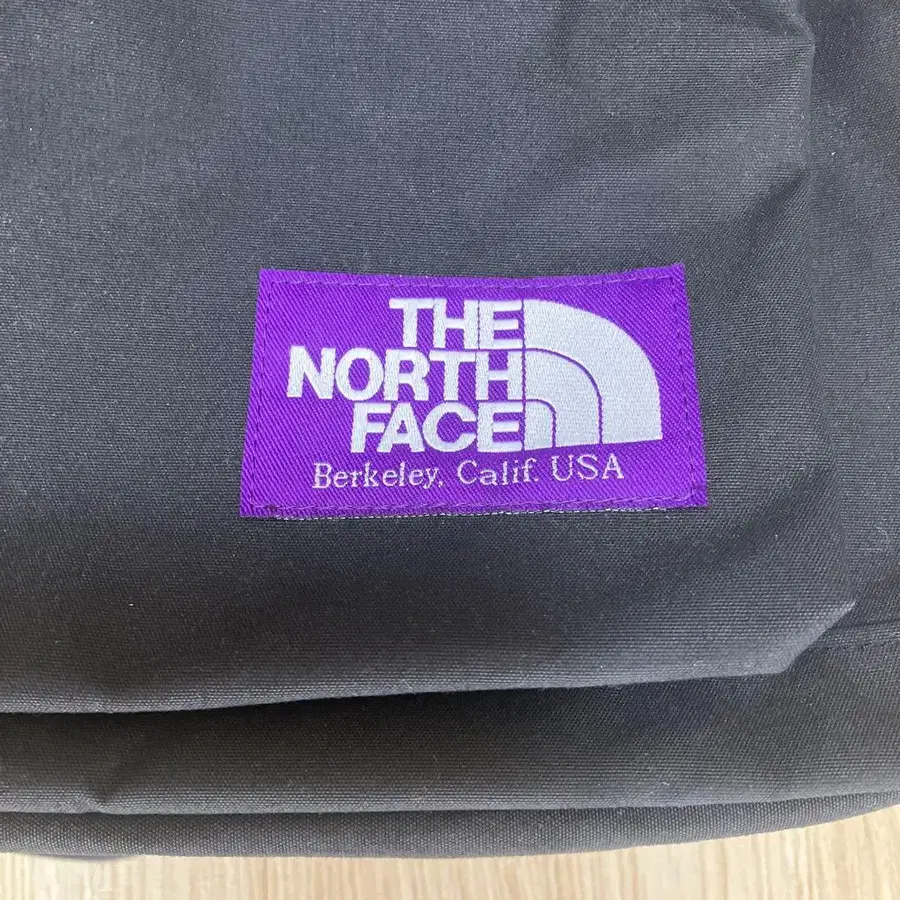 THE
NORTH
FACE
Berkeley, Calif. USA